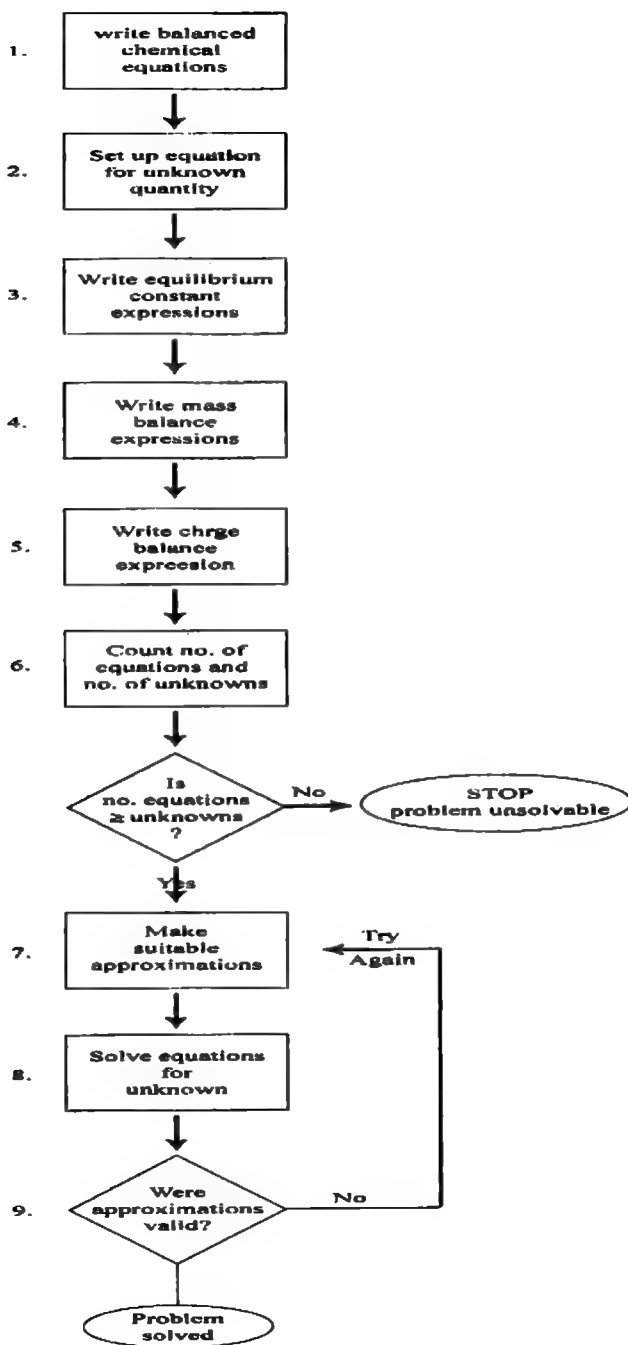 1.
write balanced
chemical
equations
2.
Set up equation
for unknown
quantity
3.
Write equilibrium
constant
expressions
4.
Write mass
balance
expressions
5.
Write chrge
balance
expreesion
6.
Count no. of
equations and
no. of unknowns
Is
no. equations
≥ unknowns
?
No
STOP
problem unsolvable
Yes
7.
Make
suitable
approximations
Try
Again
8.
Solve equations
for
unknown
9.
Were
approximations
valid?
No
Problem
solved